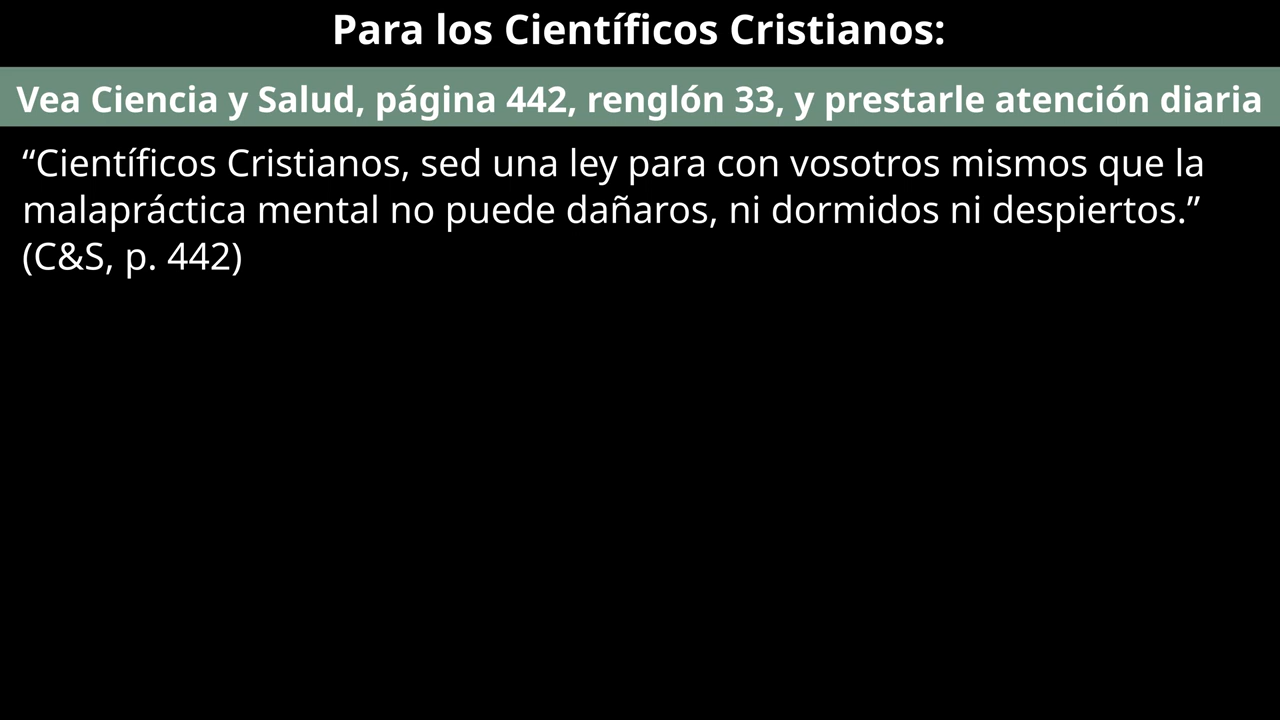 Para los Científicos Cristianos:
Vea Ciencia y Salud, página 442, renglón 33, y prestarle atención diaria
“Científicos Cristianos, sed una ley para con vosotros mismos que la
malapráctica mental no puede dañaros, ni dormidos ni despiertos.”
(C&S, p. 442)